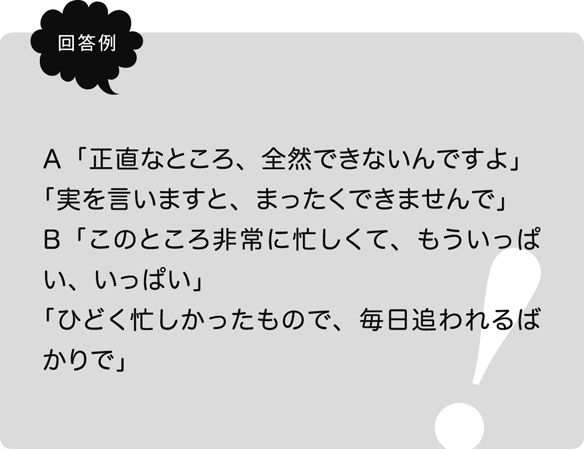 回答例
A「正直なところ、全然できないんですよ」
「実を言いますと、まったくできませんで」
B「このところ非常に忙しくて、もういっぱ
い、いっぱい」
「ひどく忙しかったもので、毎日追われるば
かりで」